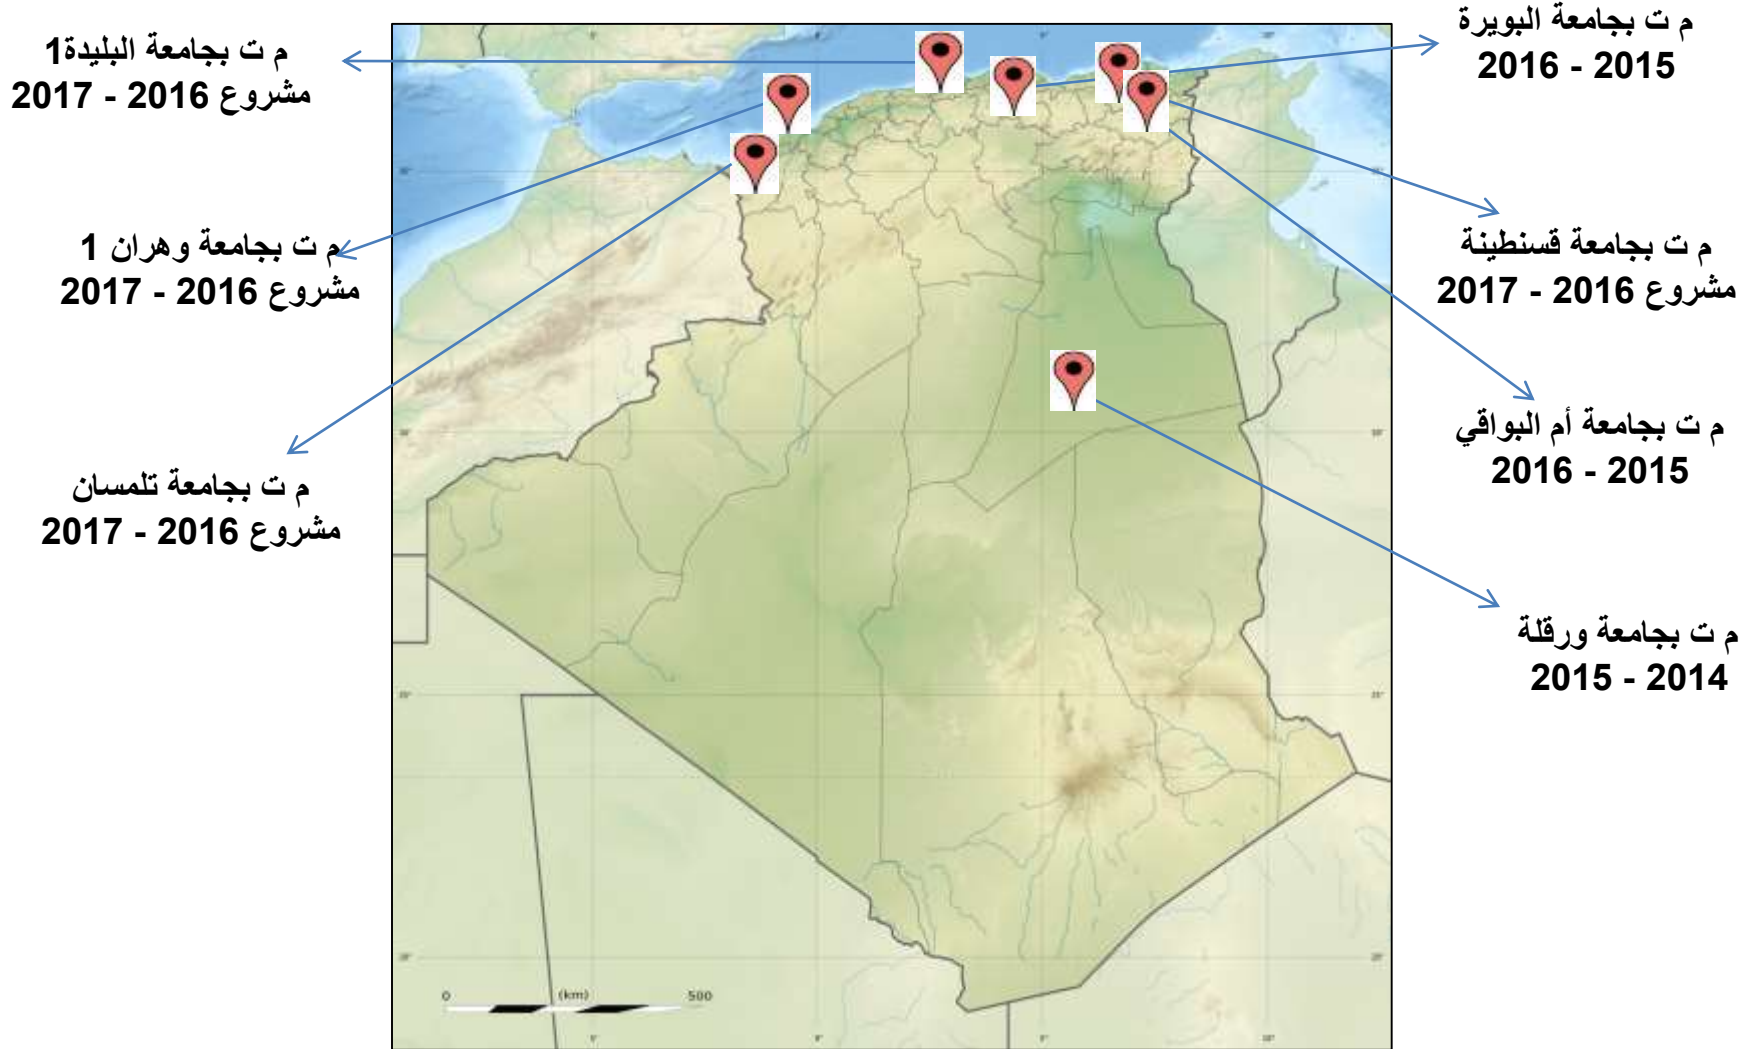 م ت بجامعة البويرة
2015 - 2016
م ت بجامعة البليدة1
مشروع 2016 - 2017
م ت بجامعة قسنطينة
مشروع 2016 - 2017
م ت بجامعة وهران 1
مشروع 2016 - 2017
م ت بجامعة أم البواقي
2015 - 2016
م ت بجامعة تلمسان
مشروع 2016 - 2017
م ت بجامعة ورقلة
2014 - 2015
0 (km) 500